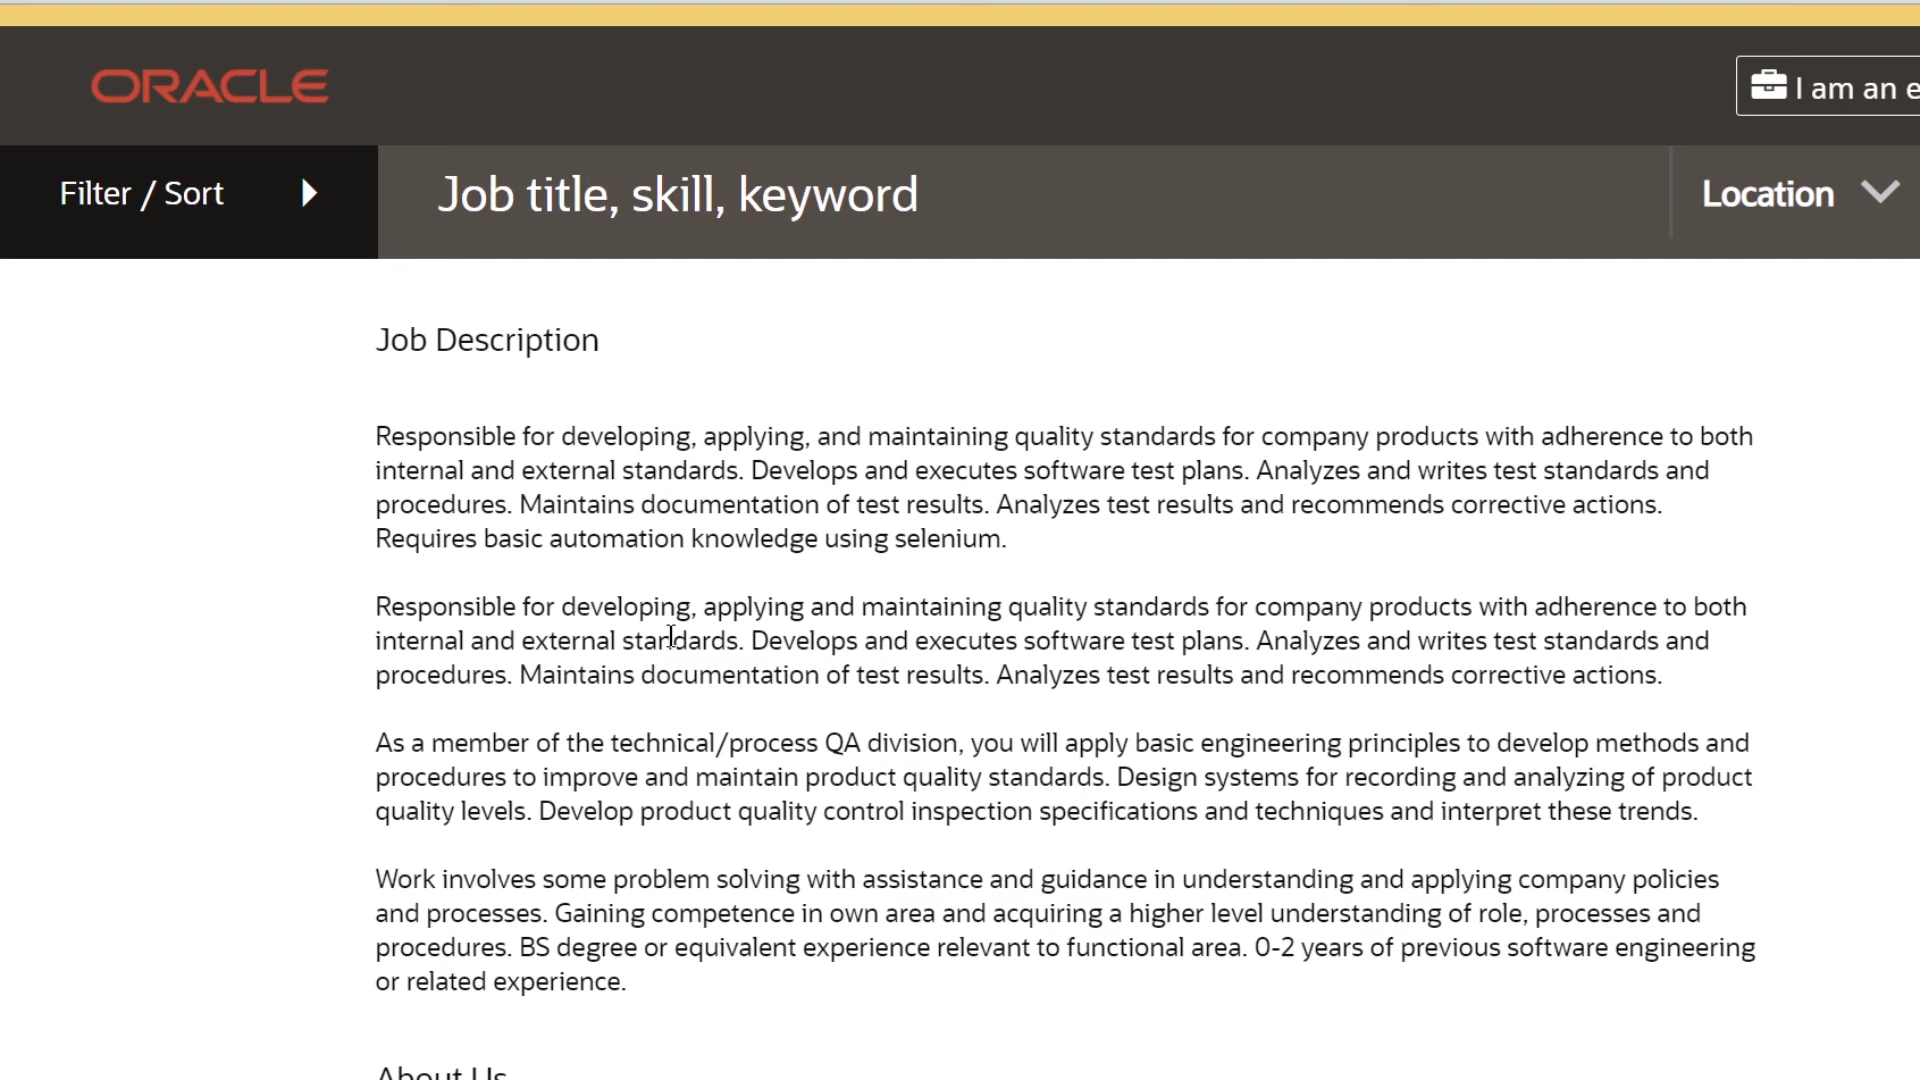 ORACLE
I am an e
Filter / Sort
Job title, skill, keyword
Location
Job Description
Responsible for developing, applying, and maintaining quality standards for company products with adherence to both
internal and external standards. Develops and executes software test plans. Analyzes and writes test standards and
procedures. Maintains documentation of test results. Analyzes test results and recommends corrective actions.
Requires basic automation knowledge using selenium.
Responsible for developing, applying and maintaining quality standards for company products with adherence to both
internal and external standards. Develops and executes software test plans. Analyzes and writes test standards and
procedures. Maintains documentation of test results. Analyzes test results and recommends corrective actions.
As a member of the technical/process QA division, you will apply basic engineering principles to develop methods and
procedures to improve and maintain product quality standards. Design systems for recording and analyzing of product
quality levels. Develop product quality control inspection specifications and techniques and interpret these trends.
Work involves some problem solving with assistance and guidance in understanding and applying company policies
and processes. Gaining competence in own area and acquiring a higher level understanding of role, processes and
procedures. BS degree or equivalent experience relevant to functional area. 0-2 years of previous software engineering
or related experience.
About Us